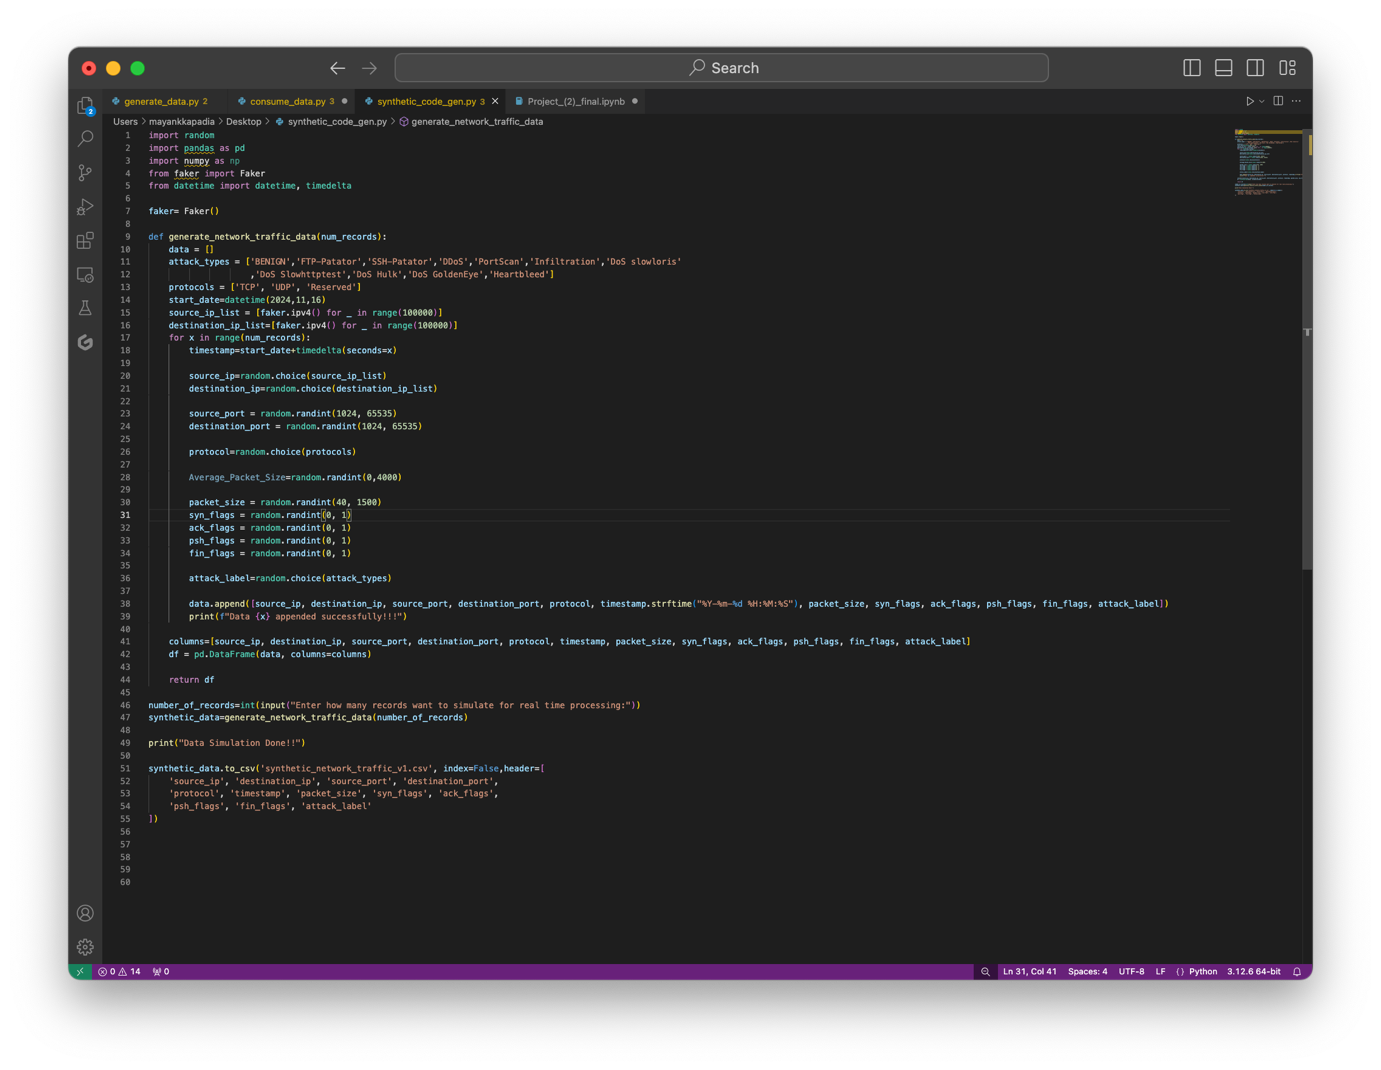 Search
generate_data.py 2
consume_data.py 3
synthetic_code_gen.py 3
Project_(2)_final.ipynb
2
Users > mayankkapadia > Desktop > synthetic_code_gen.py > generate_network_traffic_data
1 import random
2 import pandas as pd
3 import numpy as np
4 from faker import Faker
5 from datetime import datetime, timedelta
6
7 faker= Faker()
8
9 def generate_network_traffic_data(num_records):
10 data = []
11 attack_types = ['BENIGN','FTP-Patator','SSH-Patator','DDoS','PortScan','Infiltration','DoS slowloris'
12 ,'DoS Slowhttptest','DoS Hulk','DoS GoldenEye','Heartbleed']
13 protocols = ['TCP', 'UDP', 'Reserved']
14 start_date=datetime(2024,11,16)
15 source_ip_list = [faker.ipv4() for _ in range(100000)]
16 destination_ip_list=[faker.ipv4() for _ in range(100000)]
17 for x in range(num_records):
18 timestamp=start_date+timedelta(seconds=x)
19
20 source_ip=random.choice(source_ip_list)
21 destination_ip=random.choice(destination_ip_list)
22
23 source_port = random.randint(1024, 65535)
24 destination_port = random.randint(1024, 65535)
25
26 protocol=random.choice(protocols)
27
28 Average_Packet_Size=random.randint(0,4000)
29
30 packet_size = random.randint(40, 1500)
31 syn_flags = random.randint(0, 1)
32 ack_flags = random.randint(0, 1)
33 psh_flags = random.randint(0, 1)
34 fin_flags = random.randint(0, 1)
35
36 attack_label=random.choice(attack_types)
37
38 data.append([source_ip, destination_ip, source_port, destination_port, protocol, timestamp.strftime("%Y-%m-%d %H:%M:%S"), packet_size, syn_flags, ack_flags, psh_flags, fin_flags, attack_label])
39 print(f"Data {x} appended successfully!!!")
40
41 columns=[source_ip, destination_ip, source_port, destination_port, protocol, timestamp, packet_size, syn_flags, ack_flags, psh_flags, fin_flags, attack_label]
42 df = pd.DataFrame(data, columns=columns)
43
44 return df
45
46 number_of_records=int(input("Enter how many records want to simulate for real time processing:"))
47 synthetic_data=generate_network_traffic_data(number_of_records)
48
49 print("Data Simulation Done!!")
50
51 synthetic_data.to_csv('synthetic_network_traffic_v1.csv', index=False,header=[
52 'source_ip', 'destination_ip', 'source_port', 'destination_port',
53 'protocol', 'timestamp', 'packet_size', 'syn_flags', 'ack_flags',
54 'psh_flags', 'fin_flags', 'attack_label'
55 ])
56
57
58
59
60
0 14 0 Ln 31, Col 41 Spaces: 4 UTF-8 LF {} Python 3.12.6 64-bit